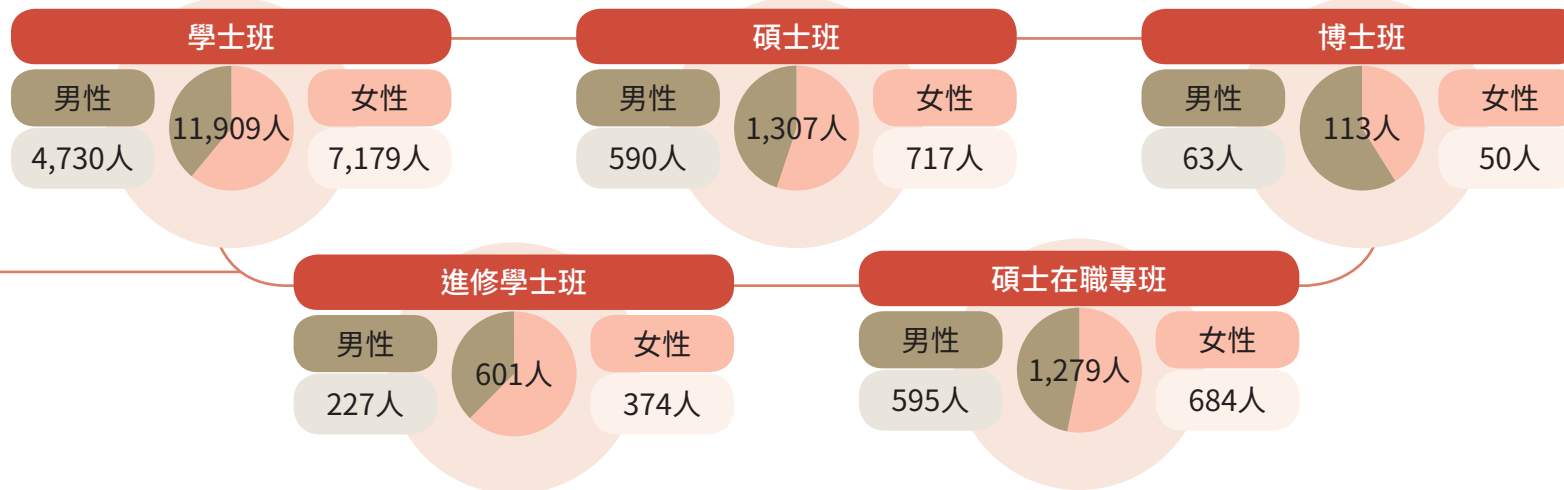 學士班
男性
11,909人
女性
4,730人
7,179人
碩士班
男性
1,307人
女性
590人
717人
博士班
男性
113人
女性
63人
50人
進修學士班
男性
601人
女性
227人
374人
碩士在職專班
男性
1,279人
女性
595人
684人